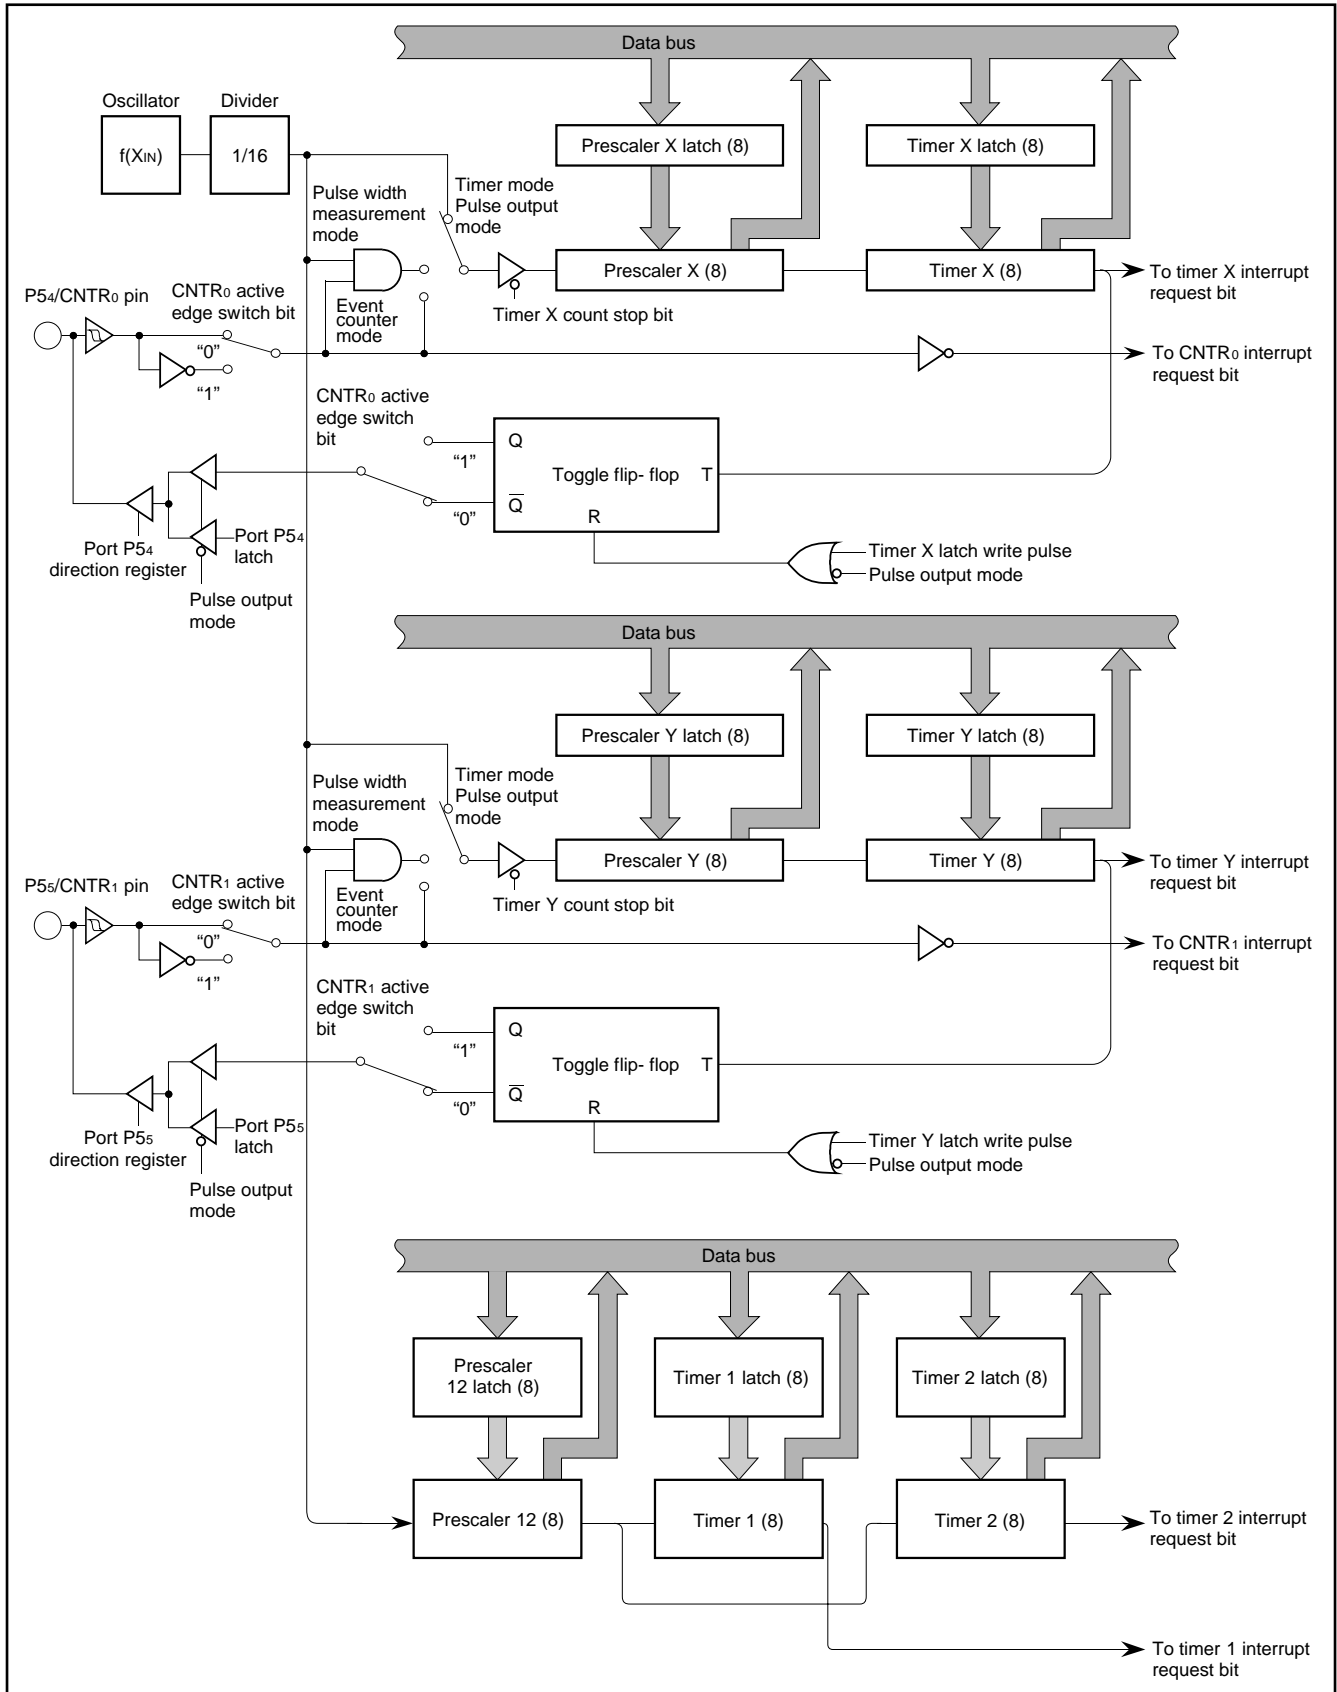 Data bus
Oscillator
Divider
f(XIN)
1/16
Prescaler X latch (8)
Timer X latch (8)
Pulse width
measurement
mode
Timer mode
Pulse output
mode
Prescaler X (8)
Timer X (8)
To timer X interrupt
request bit
P54/CNTR0 pin
CNTR0 active
edge switch bit
Event
counter
mode
Timer X count stop bit
“0”
“1”
To CNTR0 interrupt
request bit
CNTR0 active
edge switch
bit
“1”
“0”
Q
Q̅
Toggle flip- flop
T
R
Port P54
direction register
Port P54
latch
Pulse output
mode
Timer X latch write pulse
Pulse output mode
Data bus
Prescaler Y latch (8)
Timer Y latch (8)
Pulse width
measurement
mode
Timer mode
Pulse output
mode
Prescaler Y (8)
Timer Y (8)
To timer Y interrupt
request bit
P55/CNTR1 pin
CNTR1 active
edge switch bit
Event
counter
mode
Timer Y count stop bit
“0”
“1”
To CNTR1 interrupt
request bit
CNTR1 active
edge switch
bit
“1”
“0”
Q
Q̅
Toggle flip- flop
T
R
Port P55
direction register
Port P55
latch
Pulse output
mode
Timer Y latch write pulse
Pulse output mode
Data bus
Prescaler
12 latch (8)
Timer 1 latch (8)
Timer 2 latch (8)
Prescaler 12 (8)
Timer 1 (8)
Timer 2 (8)
To timer 2 interrupt
request bit
To timer 1 interrupt
request bit